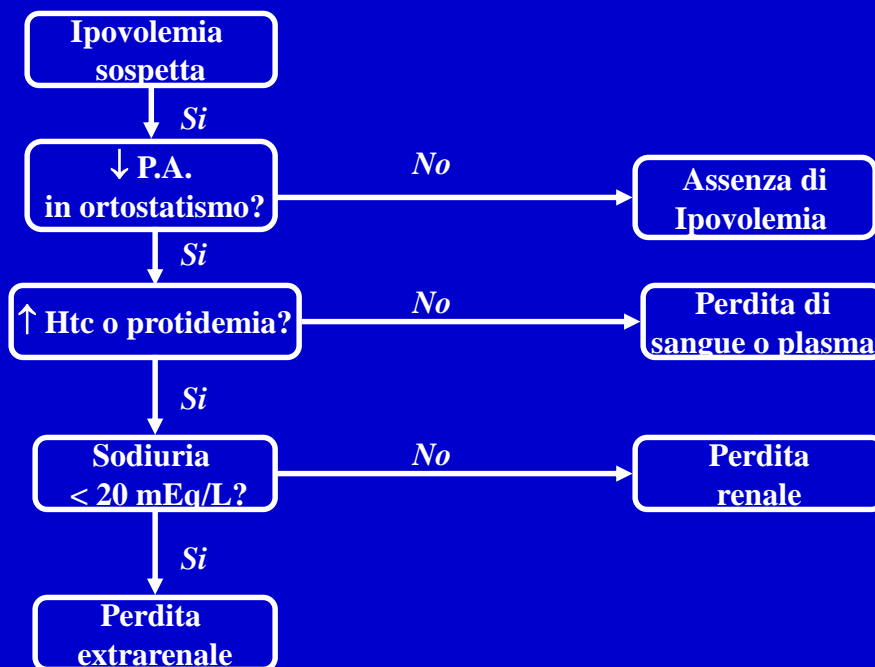 Ipovolemia
sospetta
Si
↓ P.A.
in ortostatismo?
No
Assenza di
Ipovolemia
Si
↑ Htc o protidemia?
No
Perdita di
sangue o plasma
Si
Sodiuria
< 20 mEq/L?
No
Perdita
renale
Si
Perdita
extrarenale